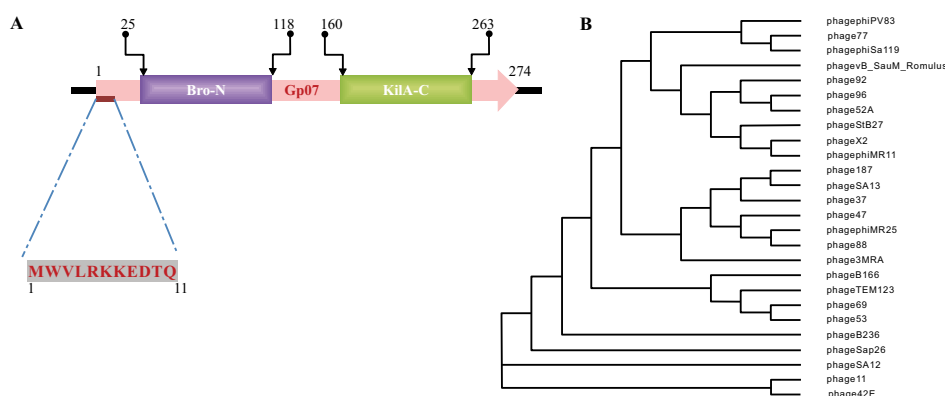 A
25
118
160
263
1
274
Bro-N
Gp07
KilA-C
MWVLRKKEDTQ
1
11
B
phagephiPV83
phage77
phagephiSa119
phagevB_SauM_Romulus
phage92
phage96
phage52A
phageStB27
phageX2
phagephiMR11
phage187
phageSA13
phage37
phage47
phagephiMR25
phage88
phage3MRA
phageB166
phageTEM123
phage69
phage53
phageB236
phageSap26
phageSA12
phage11
phage42E